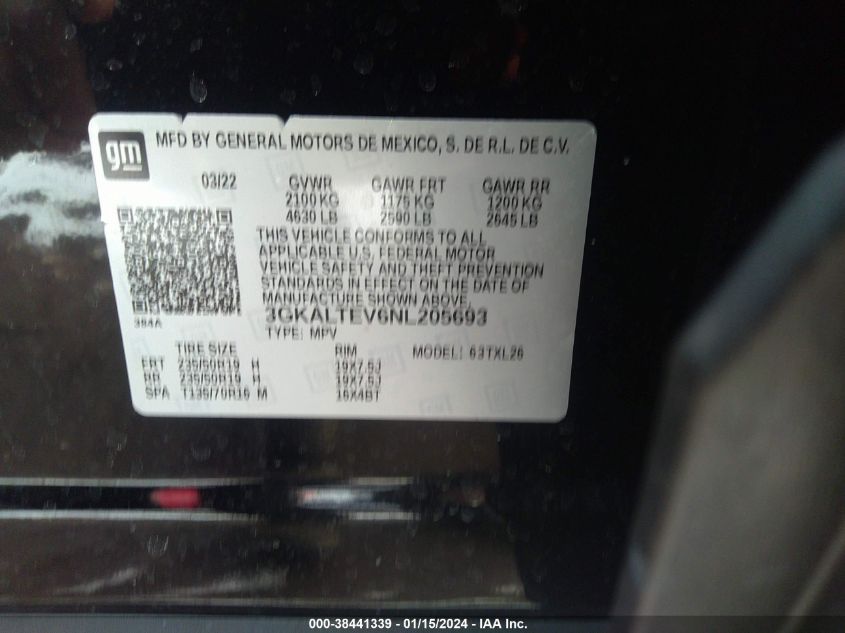 gm
MFD BY GENERAL MOTORS DE MEXICO, S. DE R.L. DE C.V.
03/22 GVWR GAWR FRT GAWR RR
2100 KG 1175 KG 1200 KG
4630 LB 2590 LB 2645 LB
THIS VEHICLE CONFORMS TO ALL
APPLICABLE U.S. FEDERAL MOTOR
VEHICLE SAFETY AND THEFT PREVENTION
STANDARDS IN EFFECT ON THE DATE OF
MANUFACTURE SHOWN ABOVE.
384A
3GKALTEV6NL205693
TYPE: MPV
TIRE SIZE RIM MODEL: 63TXL26
FRT 235/50R19 H 19X7.5J
RR 235/50R19 H 19X7.5J
SPA T135/70R16 M 16X4BT
000-38441339 - 01/15/2024 - IAA Inc.